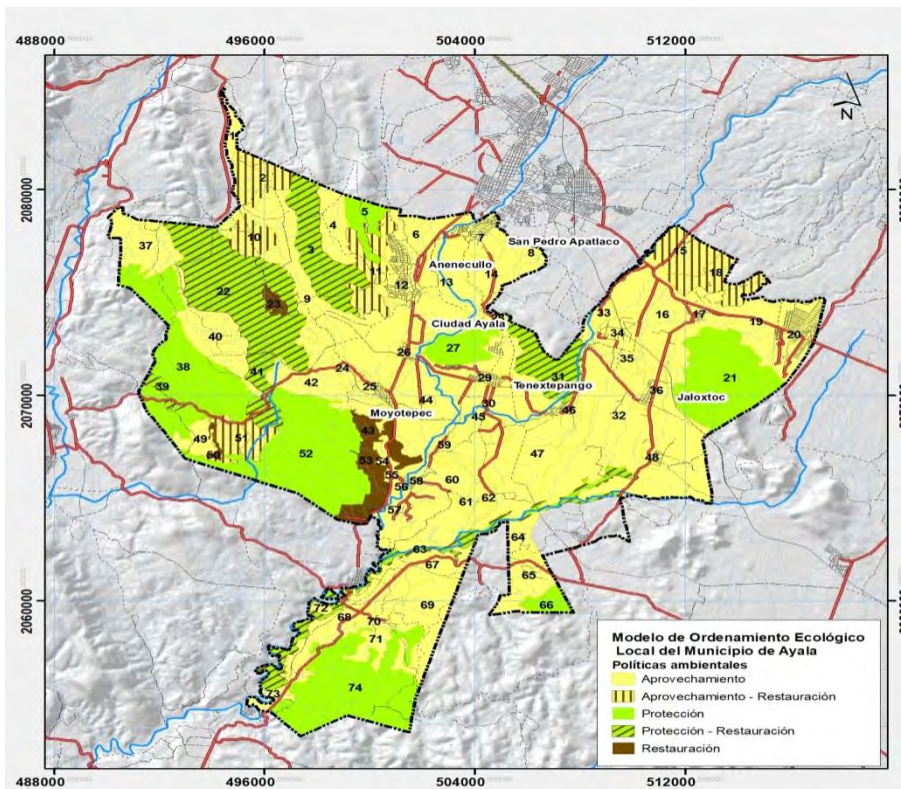 488000 496000 504000 512000
1
2
2080000
5
37 10 3 4 6 7 San Pedro Apatlaco 15
8
11 Anenecuilo 14 18
22 12 13
23 9 33 16 17 19
40 Ciudad Ayala 34 20
26 27 35
38 41 24 31 21
39 42 25 29 Tenextepango 36
2070000
44 30 46 32 Jaloxtoc
Moyotepec 45
43
49 51 59
50 52 53 54 47 48
55 58 60
56 61 62
57
64
63
67 65
2060000
72 69 66
68 70
71
74
73
N
Modelo de Ordenamiento Ecológico
Local del Municipio de Ayala
Políticas ambientales
Aprovechamiento
Aprovechamiento - Restauración
Protección
Protección - Restauración
Restauración
488000 496000 504000 512000